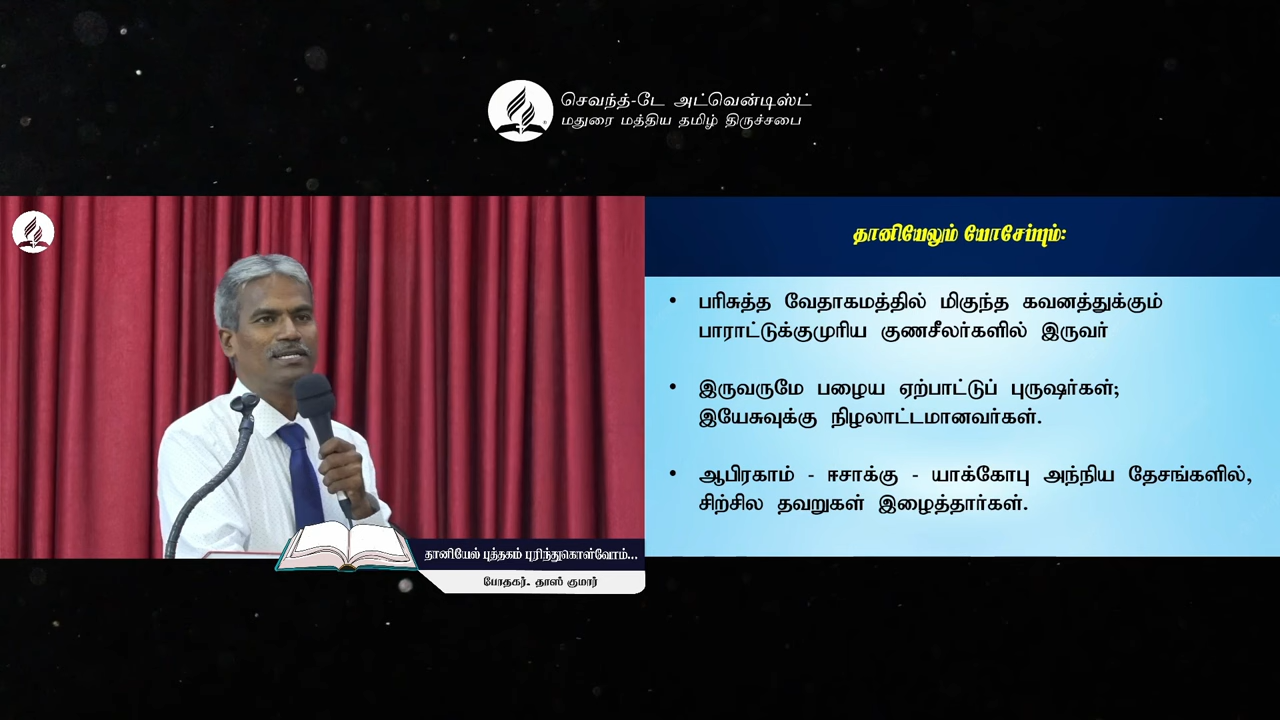 செவந்த்-டே அட்வென்டிஸ்ட்
மதுரை மத்திய தமிழ் திருச்சபை
தானியேலும் யோசேப்பும்:
• பரிசுத்த வேதாகமத்தில் மிகுந்த கவனத்துக்கும்
பாராட்டுக்குமுரிய குணசீலர்களில் இருவர்
• இருவருமே பழைய ஏற்பாட்டுப் புருஷர்கள்;
இயேசுவுக்கு நிழலாட்டமானவர்கள்.
• ஆபிரகாம் - ஈசாக்கு - யாக்கோபு அந்நிய தேசங்களில்,
சிற்சில தவறுகள் இழைத்தார்கள்.
தானியேல் புத்தகம் புரிந்துகொள்வோம்...
போதகர். தாஸ் குமார்